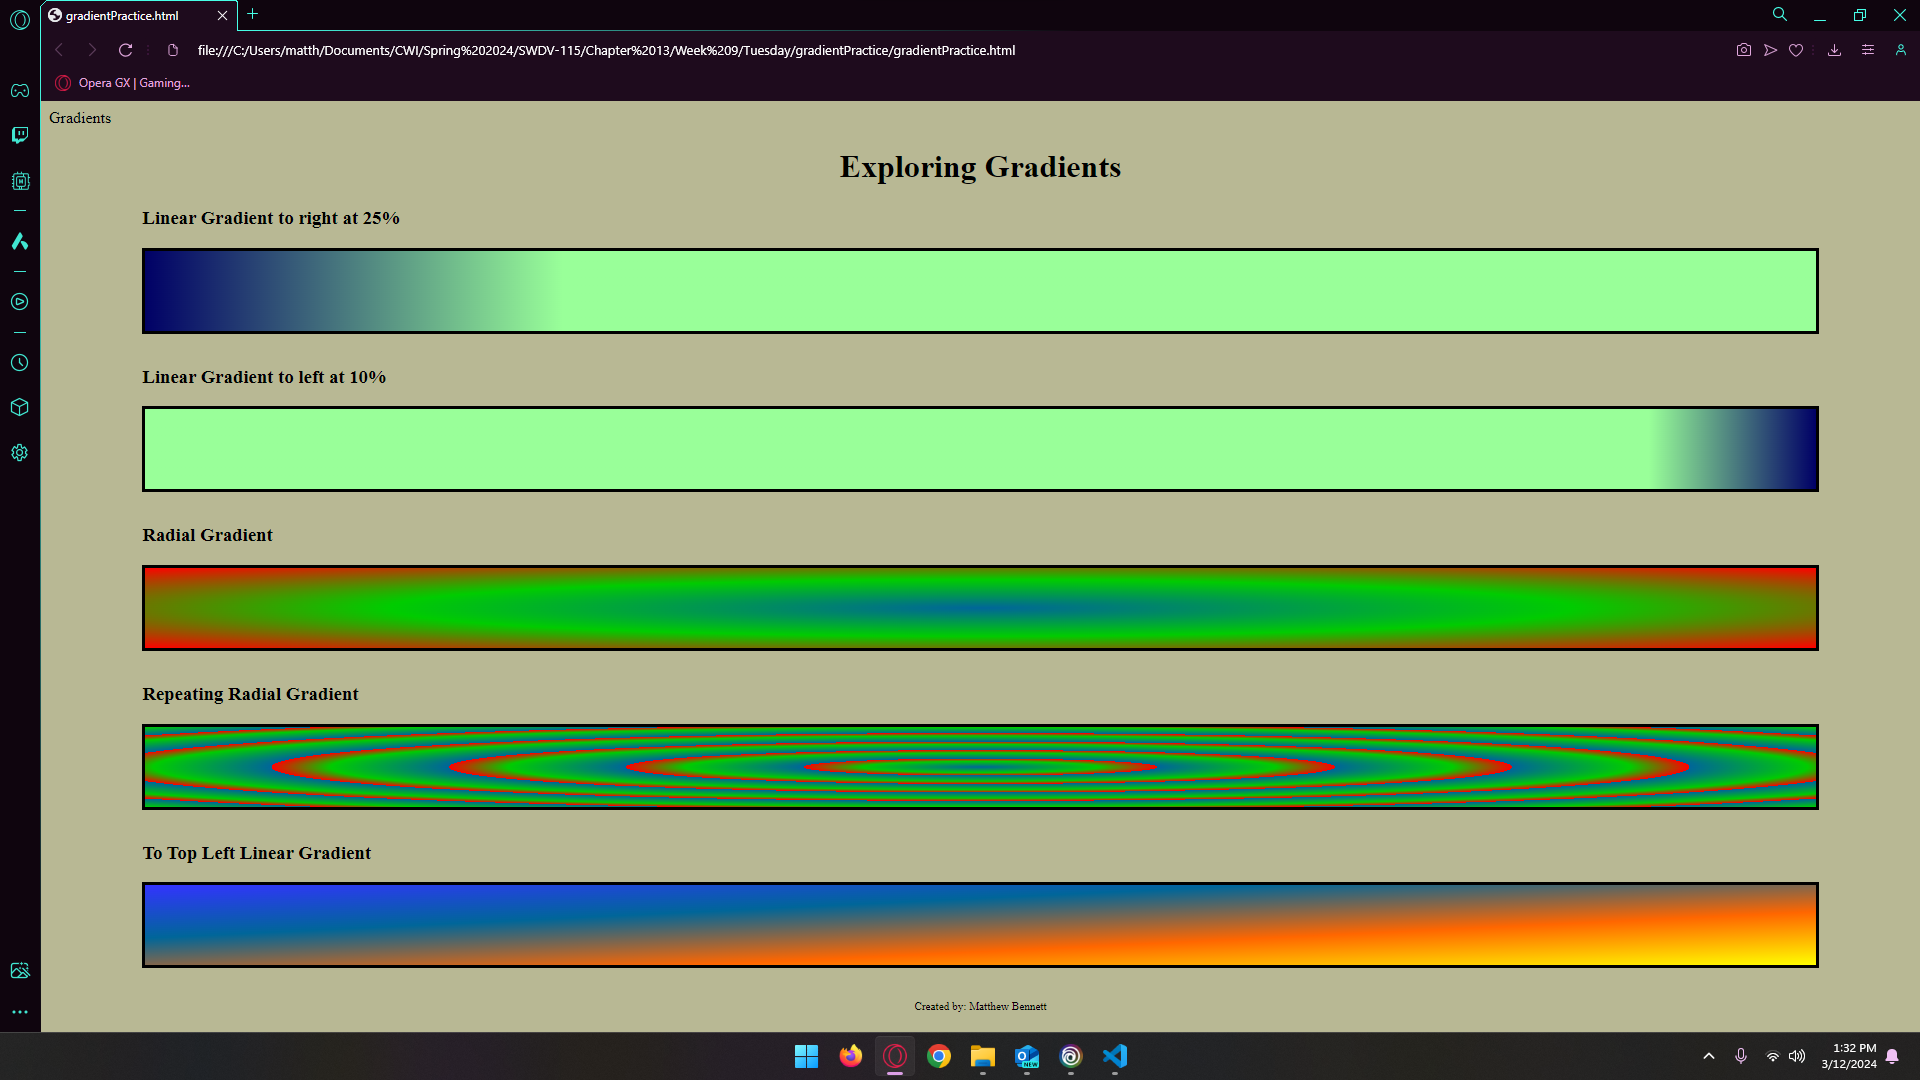 gradientPractice.html
file:///C:/Users/matth/Documents/CWI/Spring%202024/SWDV-115/Chapter%2013/Week%209/Tuesday/gradientPractice/gradientPractice.html
Opera GX | Gaming...
Gradients
Exploring Gradients
Linear Gradient to right at 25%
Linear Gradient to left at 10%
Radial Gradient
Repeating Radial Gradient
To Top Left Linear Gradient
Created by: Matthew Bennett
NEW
1:32 PM
3/12/2024